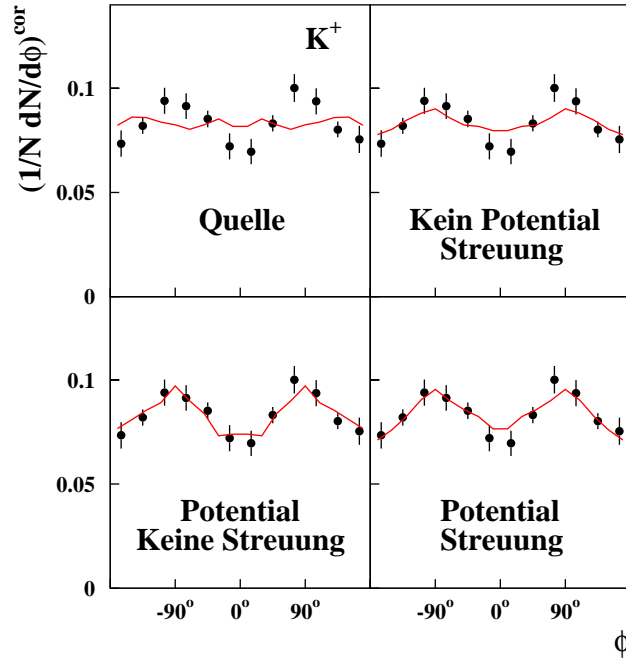 (1/N dN/dϕ)^cor
K^+
0.1
0.05
0
Quelle
Kein Potential
Streuung
0.1
0.05
0
Potential
Keine Streuung
Potential
Streuung
-90° 0° 90° -90° 0° 90°
ϕ